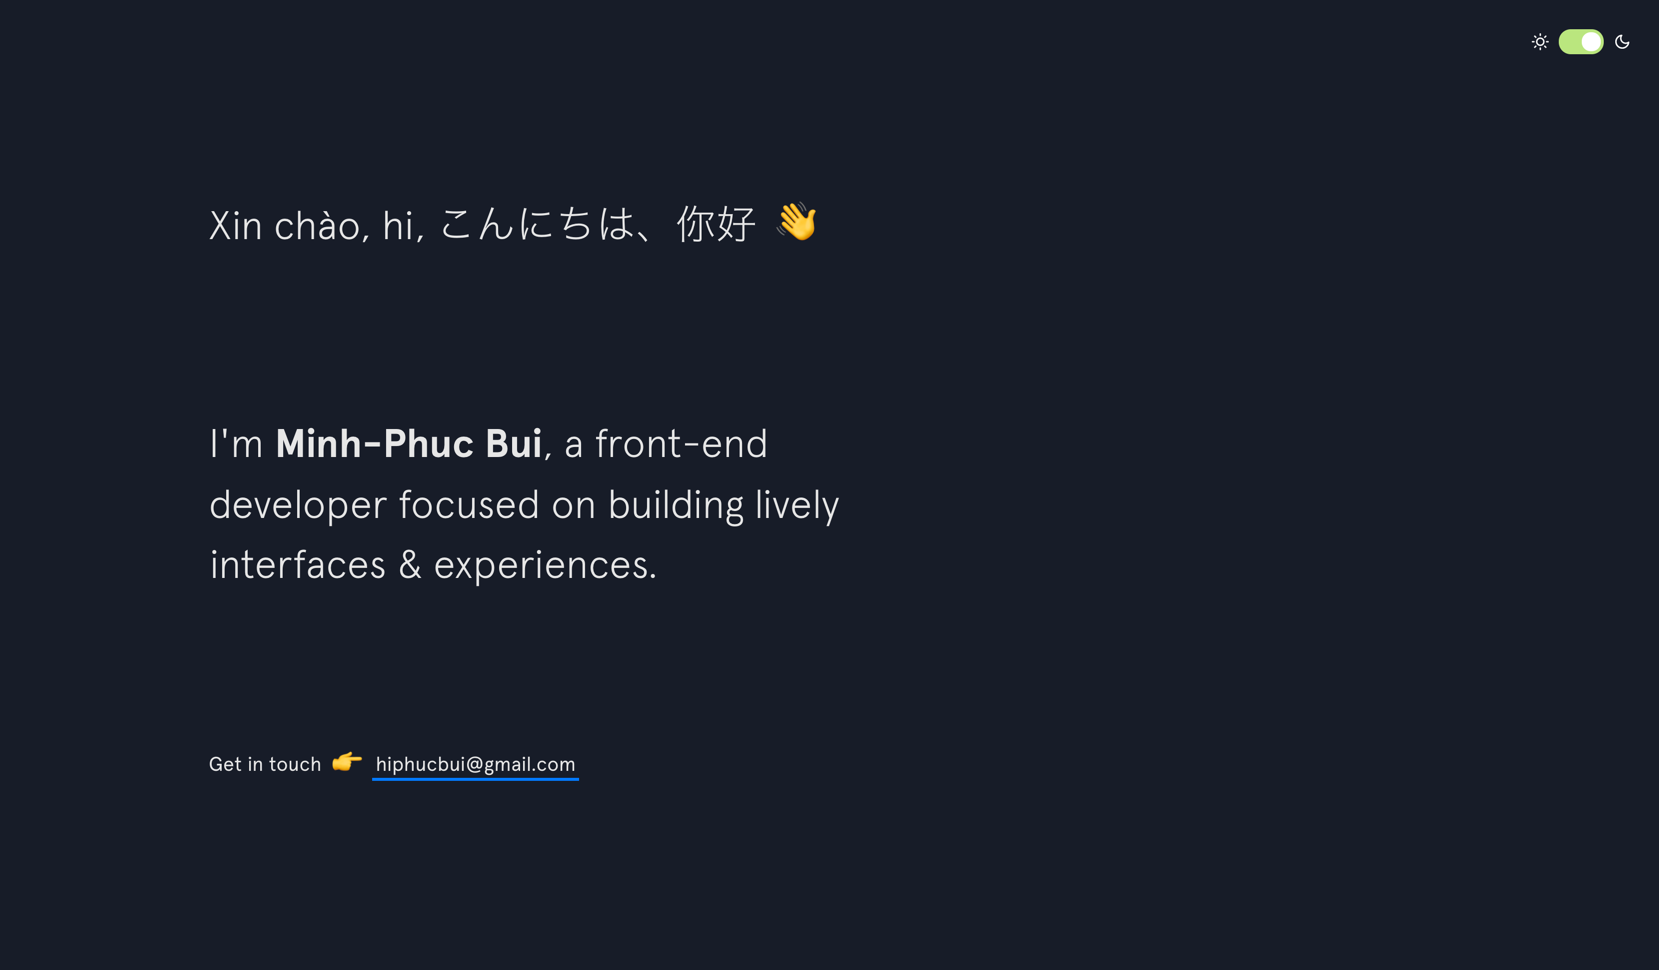 Xin chào, hi, こんにちは、你好 👋
I'm Minh-Phuc Bui, a front-end
developer focused on building lively
interfaces & experiences.
Get in touch 👉 hiphucbui@gmail.com